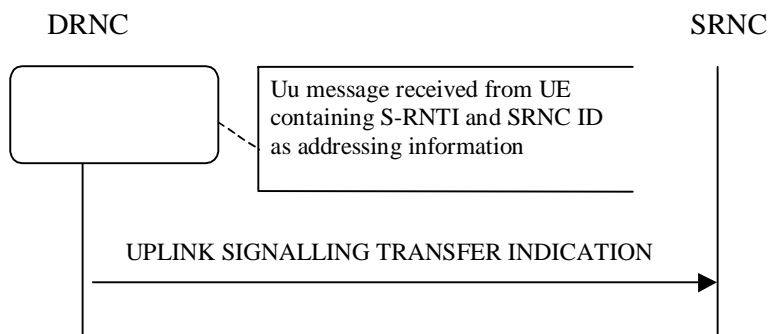 DRNC
SRNC
Uu message received from UE
containing S-RNTI and SRNC ID
as addressing information
UPLINK SIGNALLING TRANSFER INDICATION